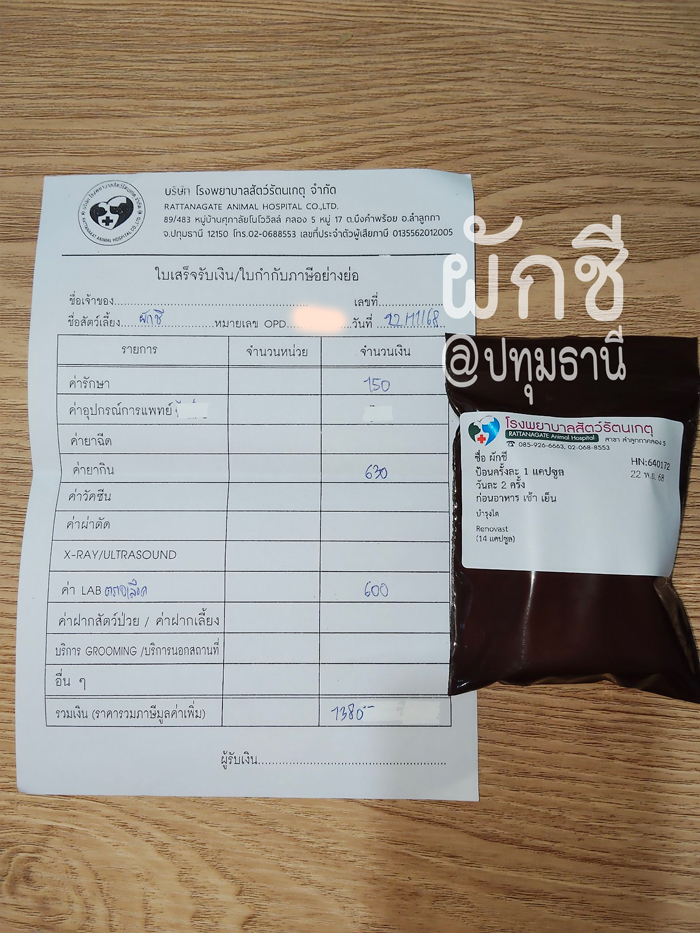 บริษัท โรงพยาบาลสัตว์รัตนเกตุ จำกัด
RATTANAGATE ANIMAL HOSPITAL CO.,LTD.
89/483 หมู่บ้านศุภาลัยไนโววิลล์ คลอง 5 หมู่ 17 ต.บึงคำพร้อย อ.ลำลูกกา
จ.ปทุมธานี 12150 โทร.02-0688553 เลขที่ประจำตัวผู้เสียภาษี 0135562012005
ใบเสร็จรับเงิน/ใบกำกับภาษีอย่างย่อ
ชื่อเจ้าของ เลขที่
ชื่อสัตว์เลี้ยง ผักชี หมายเลข OPD วันที่ 22/11/68
รายการ จำนวนหน่วย จำนวนเงิน
ค่ารักษา 150
ค่าอุปกรณ์การแพทย์
ค่ายาฉีด
ค่ายากิน 630
ค่าวัคซีน
ค่าผ่าตัด
X-RAY/ULTRASOUND
ค่า LAB ตรวจเลือด 600
ค่าฝากสัตว์ป่วย / ค่าฝากเลี้ยง
บริการ GROOMING /บริการนอกสถานที่
อื่น ๆ
รวมเงิน (ราคารวมภาษีมูลค่าเพิ่ม) 1380
ผู้รับเงิน
ผักชี
@ปทุมธานี
โรงพยาบาลสัตว์รัตนเกตุ
RATTANAGATE Animal Hospital สาขา ลำลูกกาคลอง 5
085-926-6663, 02-068-8553
ชื่อ ผักชี HN:640172
ป้อนครั้งละ 1 แคปซูล 22 พ.ย. 68
วันละ 2 ครั้ง
ก่อนอาหาร เช้า เย็น
บำรุงไต
Renovast
(14 แคปซูล)